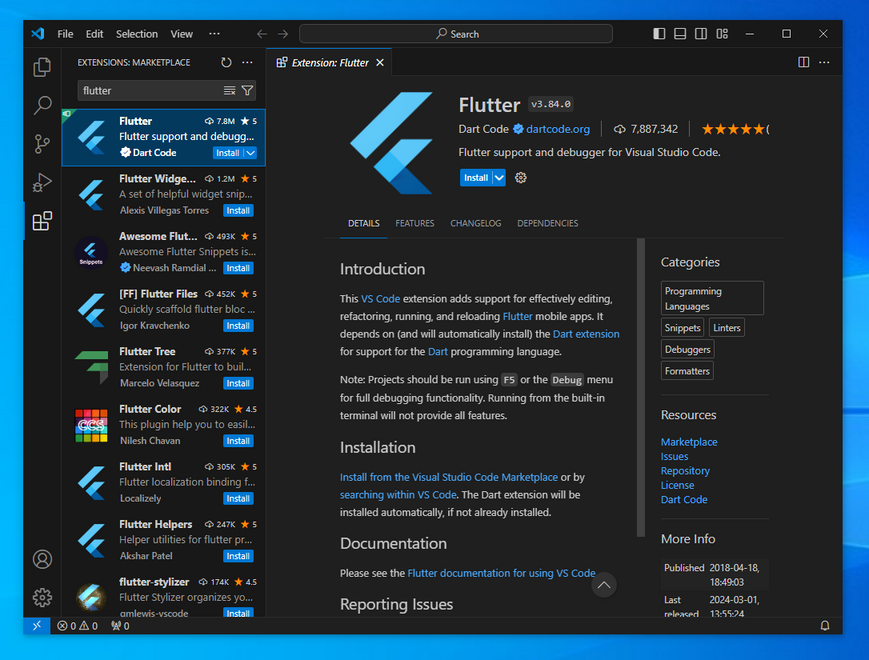 File Edit Selection View ···
Search
EXTENSIONS: MARKETPLACE
Extension: Flutter
flutter
Flutter 7.8M 5
Flutter support and debugg...
Dart Code Install
Flutter Widge... 1.2M 5
A set of helpful widget snip...
Alexis Villegas Torres Install
Awesome Flut... 493K 5
Awesome Flutter Snippets is...
Neevash Ramdial ... Install
Snippets
[FF] Flutter Files 452K 5
Quickly scaffold flutter bloc ...
Igor Kravchenko Install
Flutter Tree 377K 5
Extension for Flutter to buil...
Marcelo Velasquez Install
Flutter Color 322K 4.5
This plugin help you to easil...
Nilesh Chavan Install
CCS
Flutter Intl 305K 5
Flutter localization binding f...
Localizely Install
Flutter Helpers 247K 5
Helper utilities for flutter pr...
Akshar Patel Install
flutter-stylizer 174K 4.5
Flutter Stylizer organizes yo...
gmlewis-vscode Install
Flutter v3.84.0
Dart Code dartcode.org 7,887,342 (
Flutter support and debugger for Visual Studio Code.
Install
DETAILS FEATURES CHANGELOG DEPENDENCIES
Introduction
This VS Code extension adds support for effectively editing,
refactoring, running, and reloading Flutter mobile apps. It
depends on (and will automatically install) the Dart extension
for support for the Dart programming language.
Note: Projects should be run using F5 or the Debug menu
for full debugging functionality. Running from the built-in
terminal will not provide all features.
Installation
Install from the Visual Studio Code Marketplace or by
searching within VS Code. The Dart extension will be
installed automatically, if not already installed.
Documentation
Please see the Flutter documentation for using VS Code.
Reporting Issues
Categories
Programming
Languages
Snippets Linters
Debuggers
Formatters
Resources
Marketplace
Issues
Repository
License
Dart Code
More Info
Published 2018-04-18,
18:49:03
Last 2024-03-01,
released 13:55:24
0 0 0